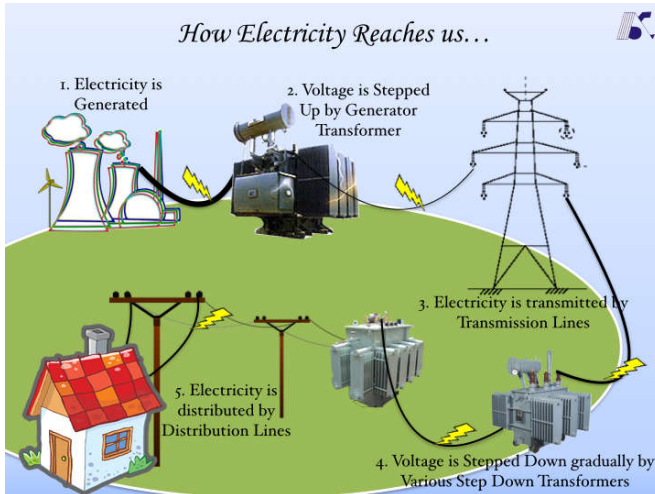 How Electricity Reaches us...
1. Electricity is
Generated
2. Voltage is Stepped
Up by Generator
Transformer
3. Electricity is transmitted by
Transmission Lines
4. Voltage is Stepped Down gradually by
Various Step Down Transformers
5. Electricity is
distributed by
Distribution Lines